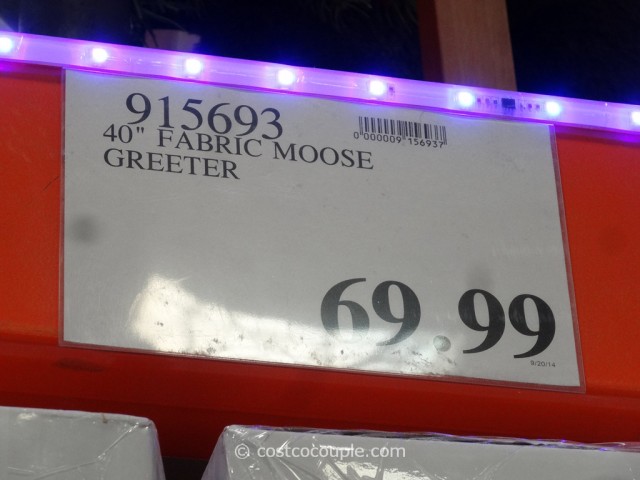 915693
40" FABRIC MOOSE
GREETER
0 000009 156937
69.99
8/20/14
© costcocouple.com